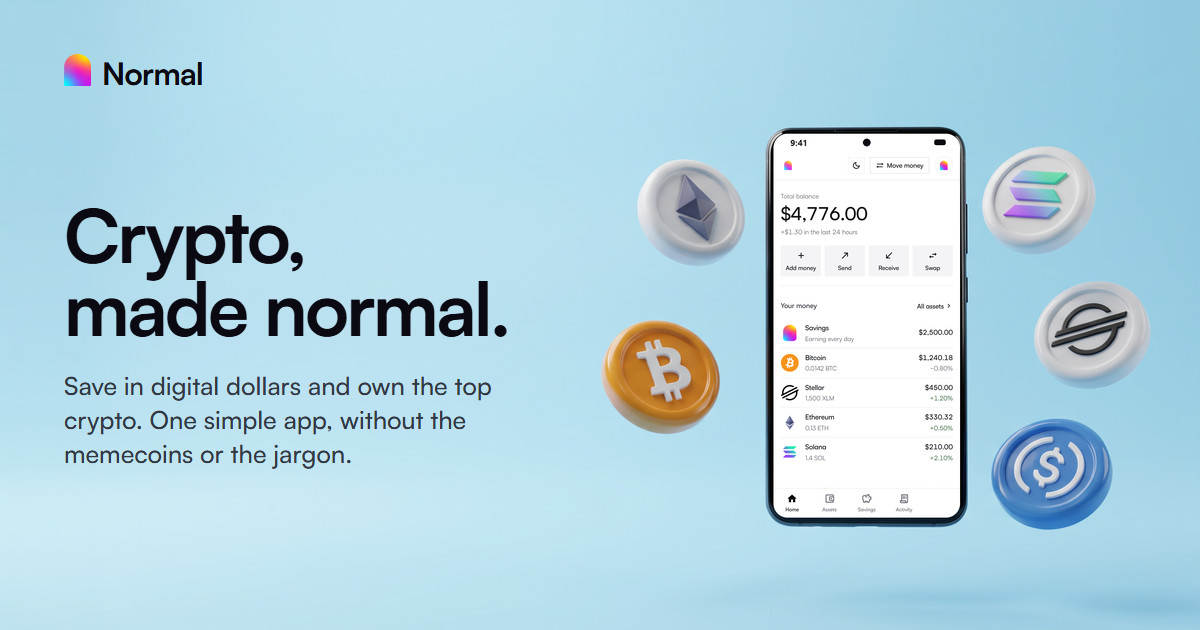 Normal
Crypto,
made normal.
Save in digital dollars and own the top
crypto. One simple app, without the
memecoins or the jargon.
9:41
Move money
Total balance
$4,776.00
+$1.30 in the last 24 hours
Add money
Send
Receive
Swap
Your money
All assets >
Savings
$2,500.00
Earning every day
Bitcoin
$1,240.18
0.0142 BTC
-0.80%
Stellar
$450.00
1,500 XLM
+1.20%
Ethereum
$330.32
0.13 ETH
+0.50%
Solana
$210.00
1.4 SOL
+2.10%
Home
Assets
Savings
Activity